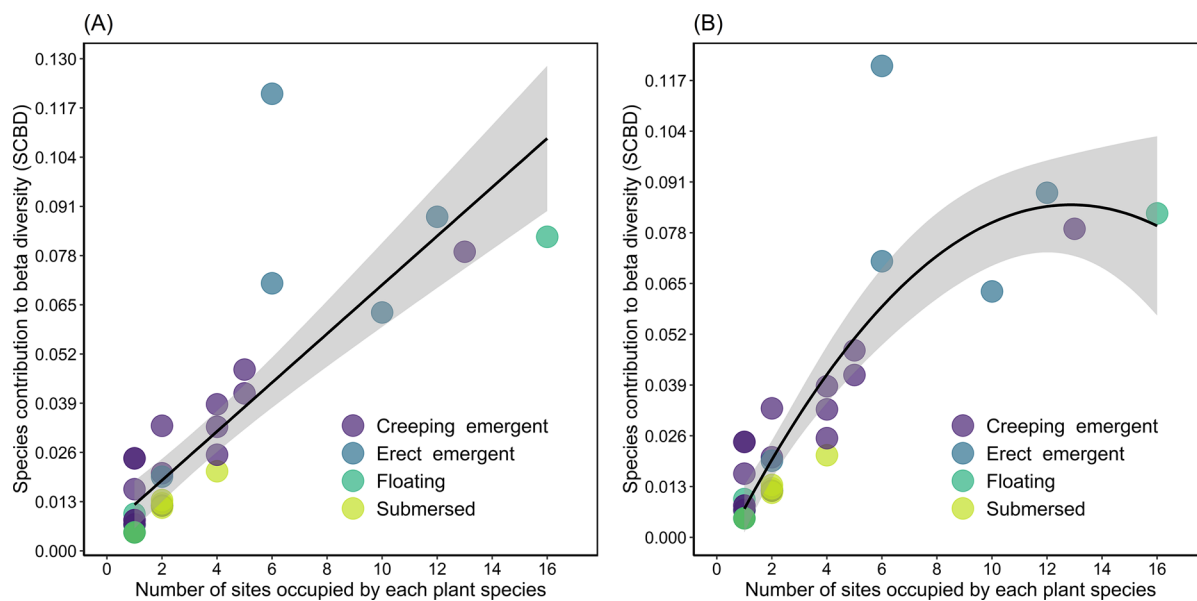 (A)
Species contribution to beta diversity (SCBD)
0.130
0.117
0.104
0.091
0.078
0.065
0.052
0.039
0.026
0.013
0.000
Creeping emergent
Erect emergent
Floating
Submersed
0 2 4 6 8 10 12 14 16
Number of sites occupied by each plant species
(B)
Species contribution to beta diversity (SCBD)
0.117
0.104
0.091
0.078
0.065
0.052
0.039
0.026
0.013
0.000
Creeping emergent
Erect emergent
Floating
Submersed
0 2 4 6 8 10 12 14 16
Number of sites occupied by each plant species